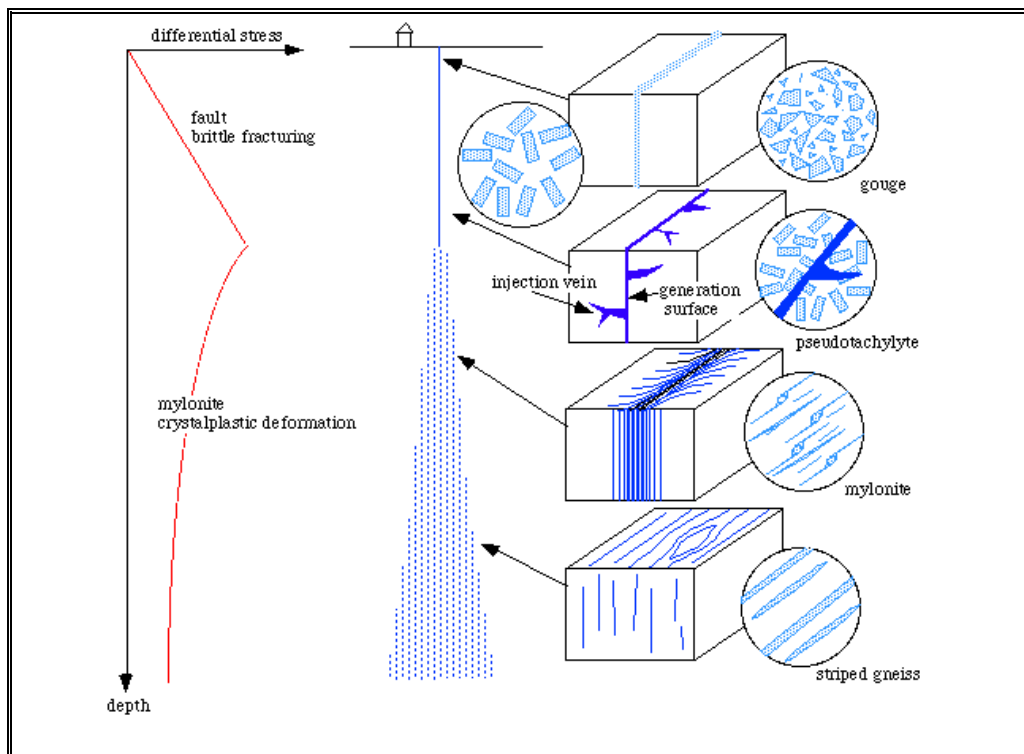 differential stress
fault
brittle fracturing
gouge
injection vein
generation
surface
pseudotachylyte
mylonite
crystalplastic deformation
mylonite
striped gneiss
depth